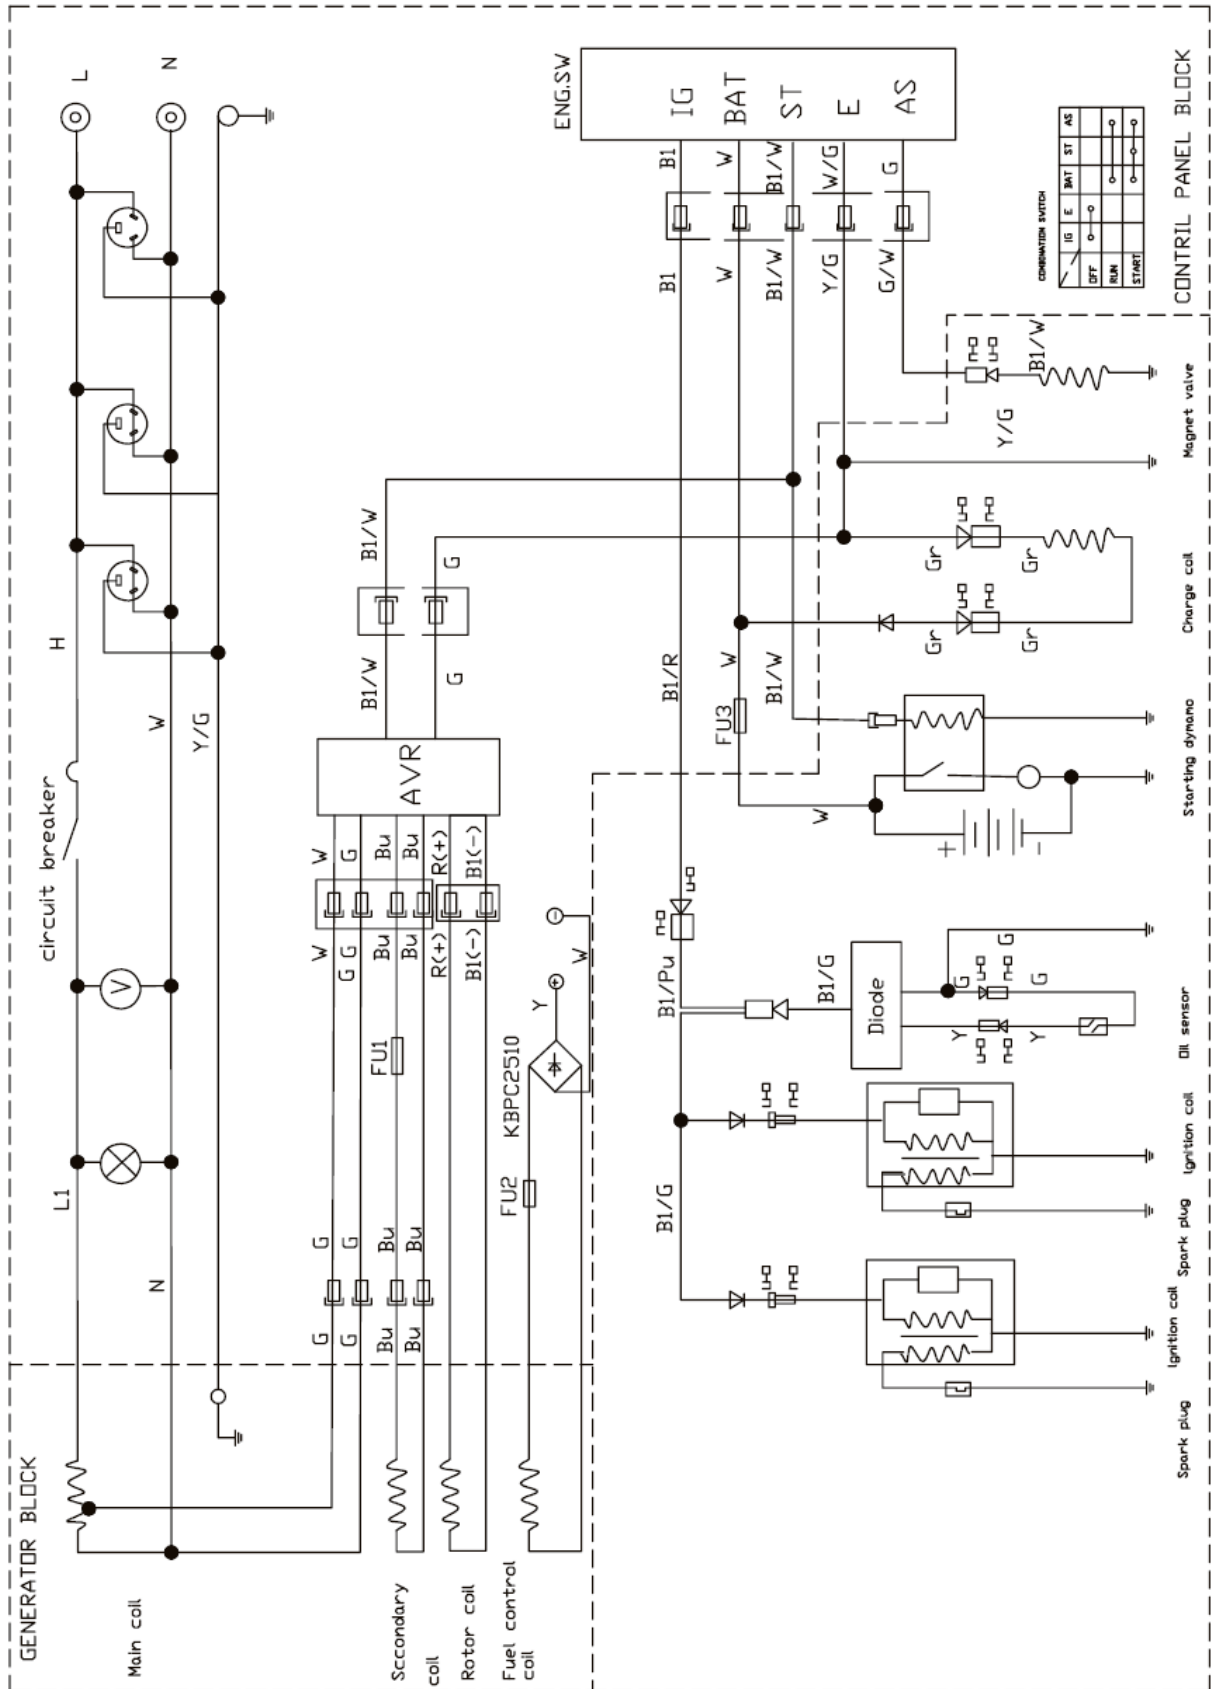 GENERATOR BLOCK
Main coil
Sccondary
coil
Rotor coil
Fuel control
coil
L
N
L1
N
circuit breaker
V
H
W
Y/G
G
G
Bu
Bu
G
G
Bu
Bu
FU1
FU2
KBPC2510
Y
+
W
-
W
G
G
Bu
Bu
R(+)
B1(-)
W
G
Bu
Bu
R(+)
B1(-)
AVR
B1/W
G
B1/W
G
ENG.SW
IG
BAT
ST
E
AS
B1
W
B1/W
W/G
G
B1
W
B1/W
Y/G
G/W
CONTRIL PANEL BLOCK
COMBINATION SWITCH
IG
E
BAT
ST
AS
OFF
RUN
START
B1/R
W
B1/W
FU3
W
+
-
B1/W
Y/G
Gr
Gr
Gr
Gr
B1/Pu
B1/G
Diode
G
G
G
Y
Y
B1/G
Magnet valve
Charge coil
Starting dynamo
Oil sensor
Ignition coil
Spark plug
Ignition coil
Spark plug